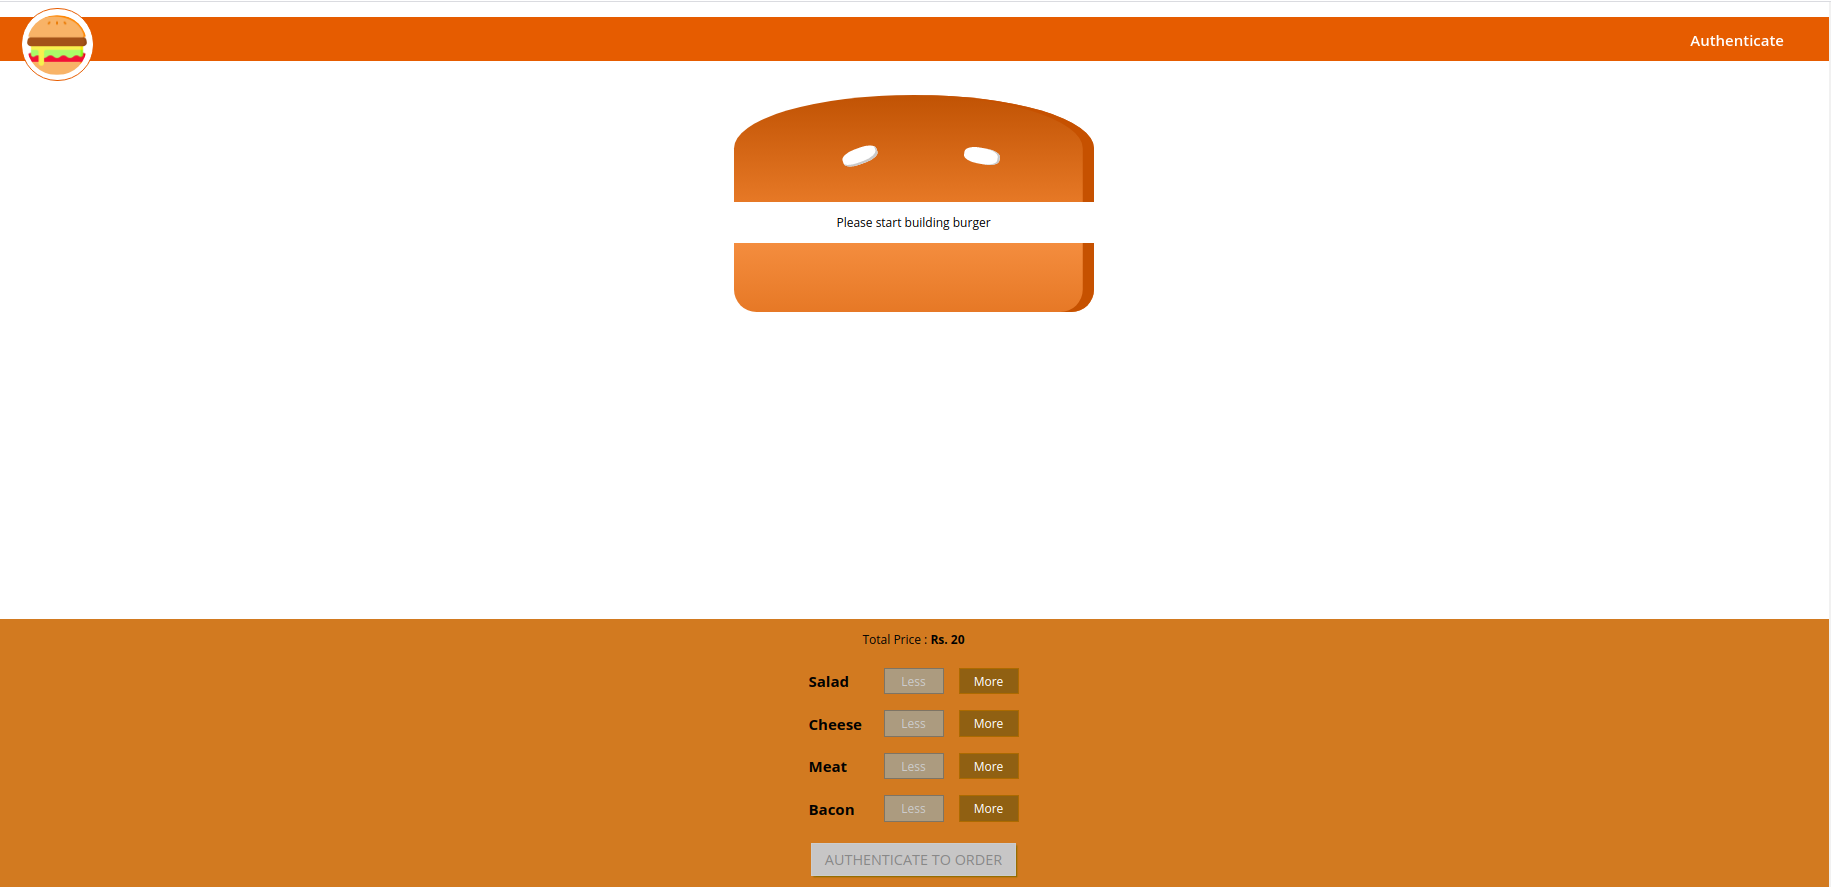 Authenticate
Please start building burger
Total Price : Rs. 20
Salad Less More
Cheese Less More
Meat Less More
Bacon Less More
AUTHENTICATE TO ORDER